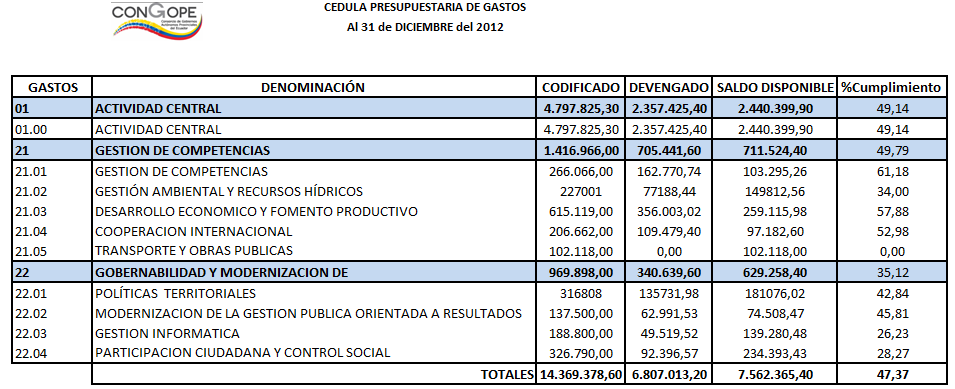 CONGOPE
Consorcio de Gobiernos
Autónomos Provinciales
del Ecuador
CEDULA PRESUPUESTARIA DE GASTOS
Al 31 de DICIEMBRE del 2012
GASTOS DENOMINACIÓN CODIFICADO DEVENGADO SALDO DISPONIBLE %Cumplimiento
01 ACTIVIDAD CENTRAL 4.797.825,30 2.357.425,40 2.440.399,90 49,14
01.00 ACTIVIDAD CENTRAL 4.797.825,30 2.357.425,40 2.440.399,90 49,14
21 GESTION DE COMPETENCIAS 1.416.966,00 705.441,60 711.524,40 49,79
21.01 GESTION DE COMPETENCIAS 266.066,00 162.770,74 103.295,26 61,18
21.02 GESTIÓN AMBIENTAL Y RECURSOS HÍDRICOS 227001 77188,44 149812,56 34,00
21.03 DESARROLLO ECONOMICO Y FOMENTO PRODUCTIVO 615.119,00 356.003,02 259.115,98 57,88
21.04 COOPERACION INTERNACIONAL 206.662,00 109.479,40 97.182,60 52,98
21.05 TRANSPORTE Y OBRAS PUBLICAS 102.118,00 0,00 102.118,00 0,00
22 GOBERNABILIDAD Y MODERNIZACION DE 969.898,00 340.639,60 629.258,40 35,12
22.01 POLÍTICAS TERRITORIALES 316808 135731,98 181076,02 42,84
22.02 MODERNIZACION DE LA GESTION PUBLICA ORIENTADA A RESULTADOS 137.500,00 62.991,53 74.508,47 45,81
22.03 GESTION INFORMATICA 188.800,00 49.519,52 139.280,48 26,23
22.04 PARTICIPACION CIUDADANA Y CONTROL SOCIAL 326.790,00 92.396,57 234.393,43 28,27
TOTALES 14.369.378,60 6.807.013,20 7.562.365,40 47,37